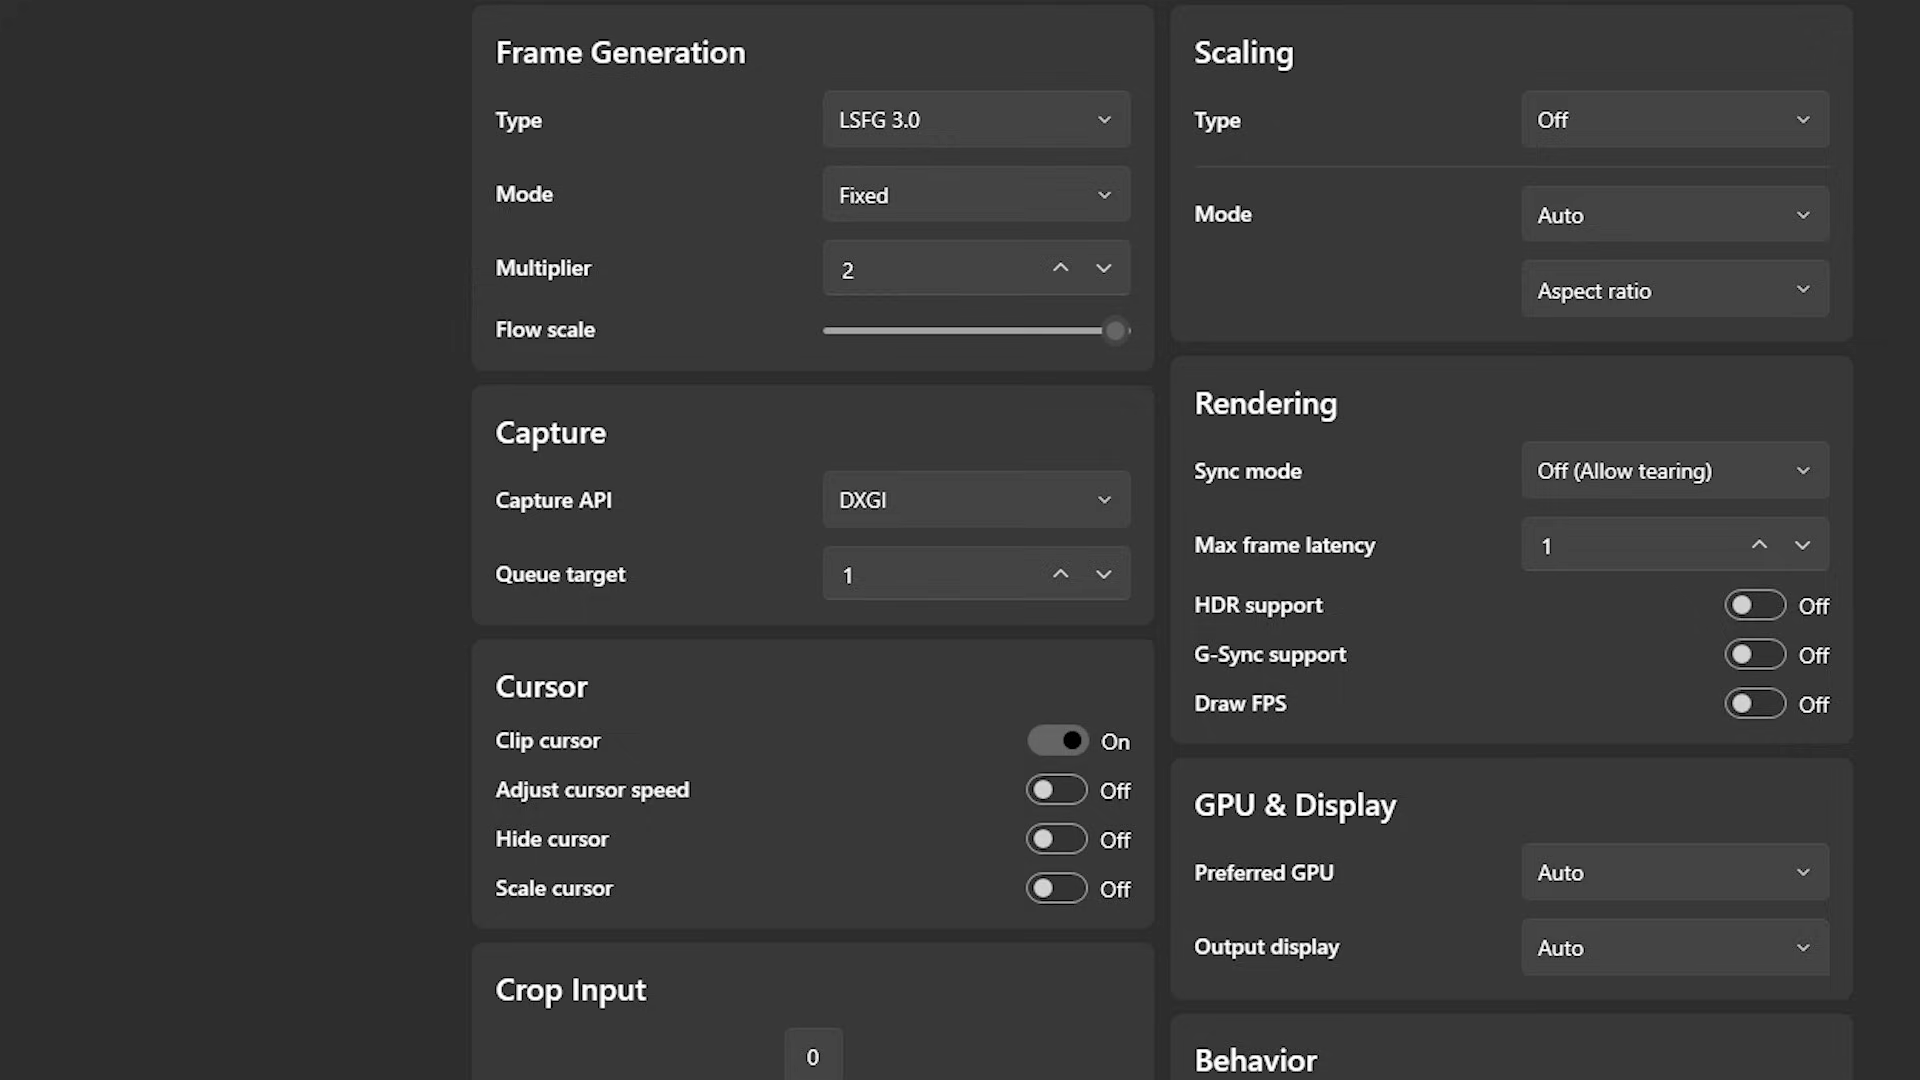 Frame Generation
Type
LSFG 3.0
Mode
Fixed
Multiplier
2
Flow scale
Capture
Capture API
DXGI
Queue target
1
Cursor
Clip cursor
On
Adjust cursor speed
Off
Hide cursor
Off
Scale cursor
Off
Crop Input
0
Scaling
Type
Off
Mode
Auto
Aspect ratio
Rendering
Sync mode
Off (Allow tearing)
Max frame latency
1
HDR support
Off
G-Sync support
Off
Draw FPS
Off
GPU & Display
Preferred GPU
Auto
Output display
Auto
Behavior